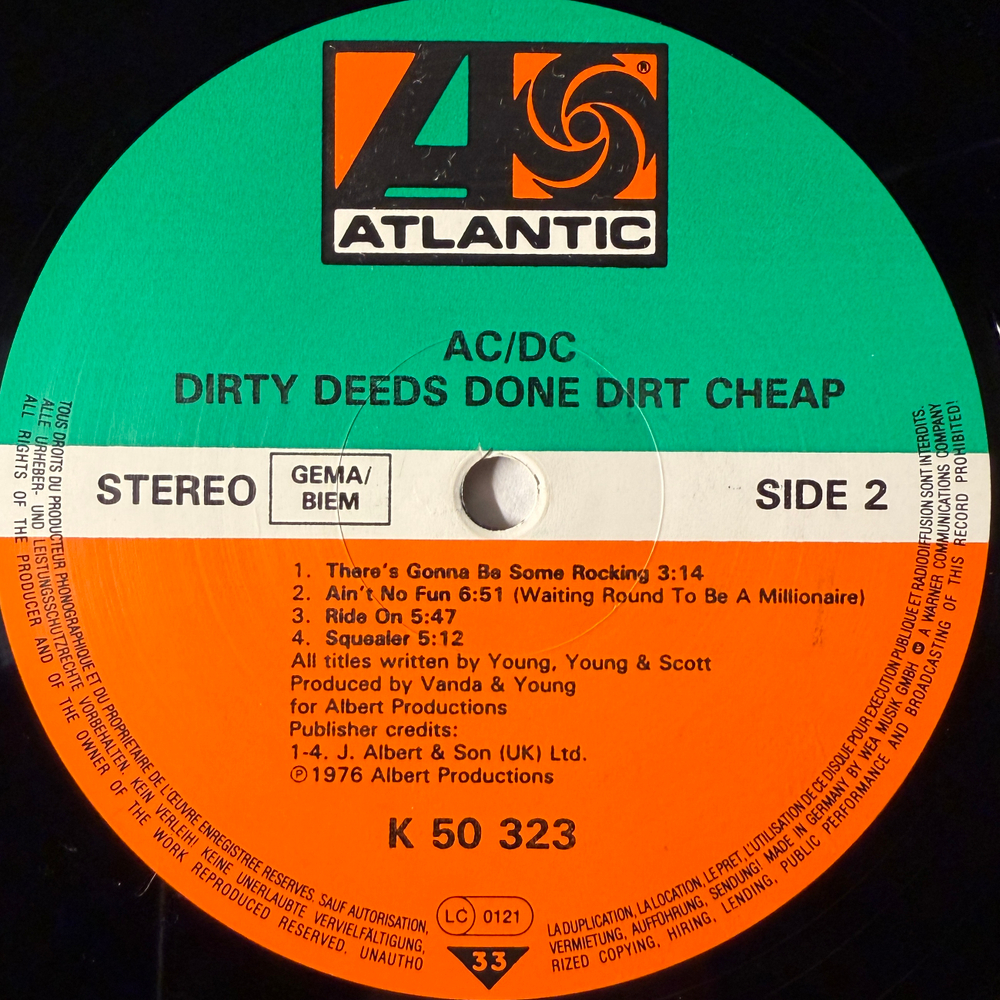 ATLANTIC
®
AC/DC
DIRTY DEEDS DONE DIRT CHEAP
STEREO
GEMA/
BIEM
SIDE 2
1. There's Gonna Be Some Rocking 3:14
2. Ain't No Fun 6:51 (Waiting Round To Be A Millionaire)
3. Ride On 5:47
4. Squealer 5:12
All titles written by Young, Young & Scott
Produced by Vanda & Young
for Albert Productions
Publisher credits:
1-4. J. Albert & Son (UK) Ltd.
℗ 1976 Albert Productions
K 50 323
LC 0121
33
TOUS DROITS DU PRODUCTEUR PHONOGRAPHIQUE ET DU PROPRIETAIRE DE L'ŒUVRE ENREGISTREE RESERVES. SAUF AUTORISATION, LA DUPLICATION, LA LOCATION, LE PRET, L'UTILISATION DE CE DISQUE POUR EXECUTION PUBLIQUE ET RADIODIFFUSION SONT INTERDITS.
ALLE URHEBER- UND LEISTUNGSSCHUTZRECHTE VORBEHALTEN. KEIN VERLEIH! KEINE UNERLAUBTE VERVIELFÄLTIGUNG, VERMIETUNG, AUFFÜHRUNG, SENDUNG! MADE IN GERMANY BY WEA MUSIK GMBH A WARNER COMMUNICATIONS COMPANY
ALL RIGHTS OF THE PRODUCER AND OF THE OWNER OF THE WORK REPRODUCED RESERVED. UNAUTHORIZED COPYING, HIRING, LENDING, PUBLIC PERFORMANCE AND BROADCASTING OF THIS RECORD PROHIBITED!